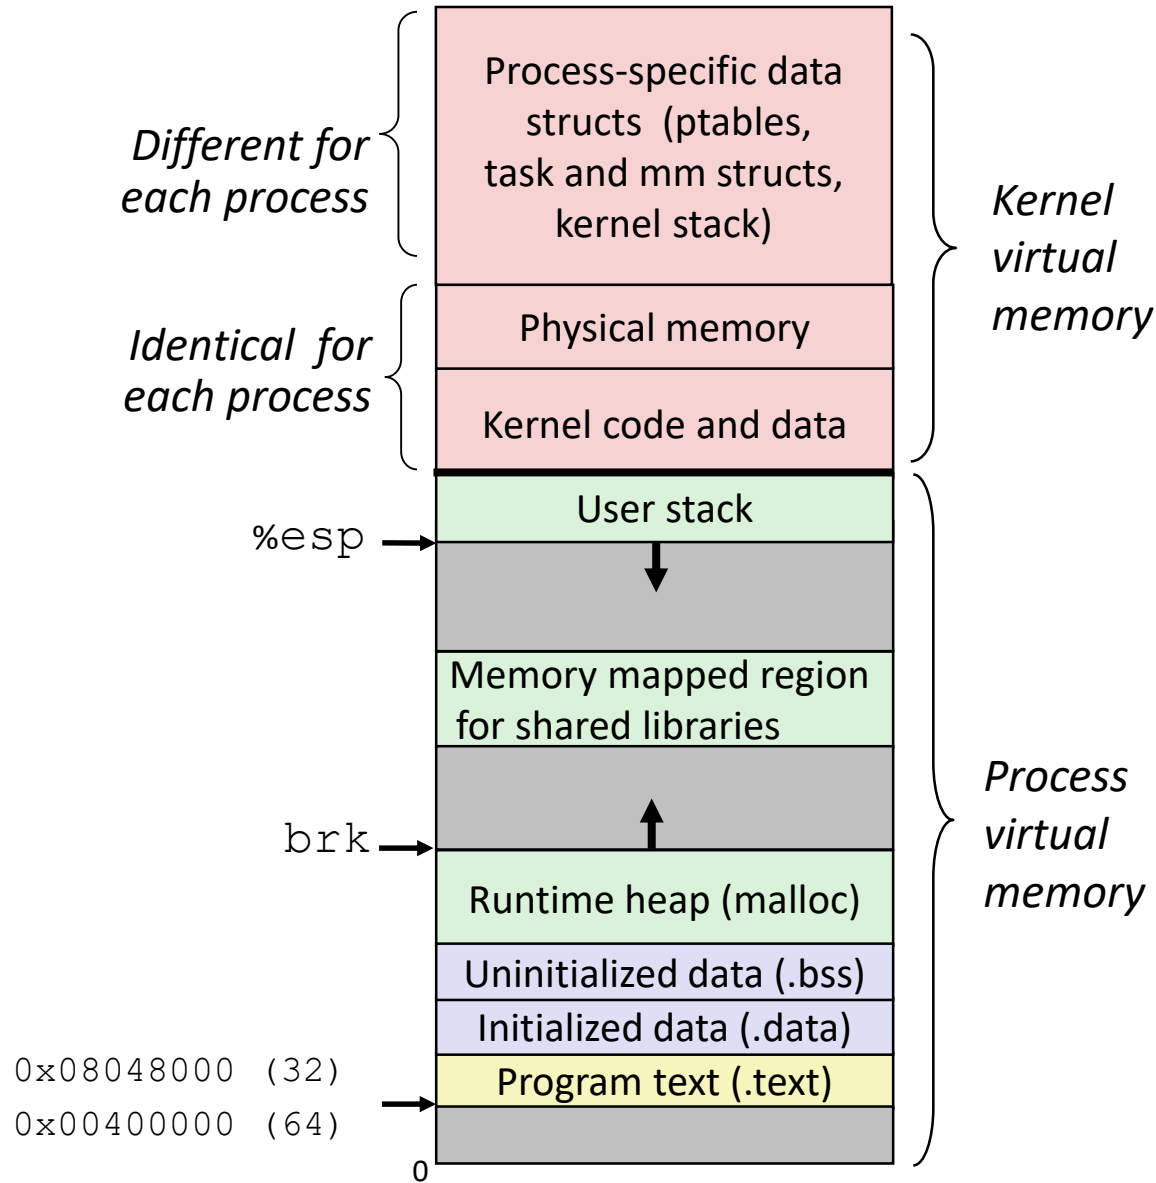 Process-specific data
structs (ptables,
task and mm structs,
kernel stack)
Different for
each process
Kernel
virtual
memory
Physical memory
Identical for
each process
Kernel code and data
User stack
%esp
Memory mapped region
for shared libraries
Process
virtual
memory
brk
Runtime heap (malloc)
Uninitialized data (.bss)
Initialized data (.data)
0x08048000 (32)
Program text (.text)
0x00400000 (64)
0